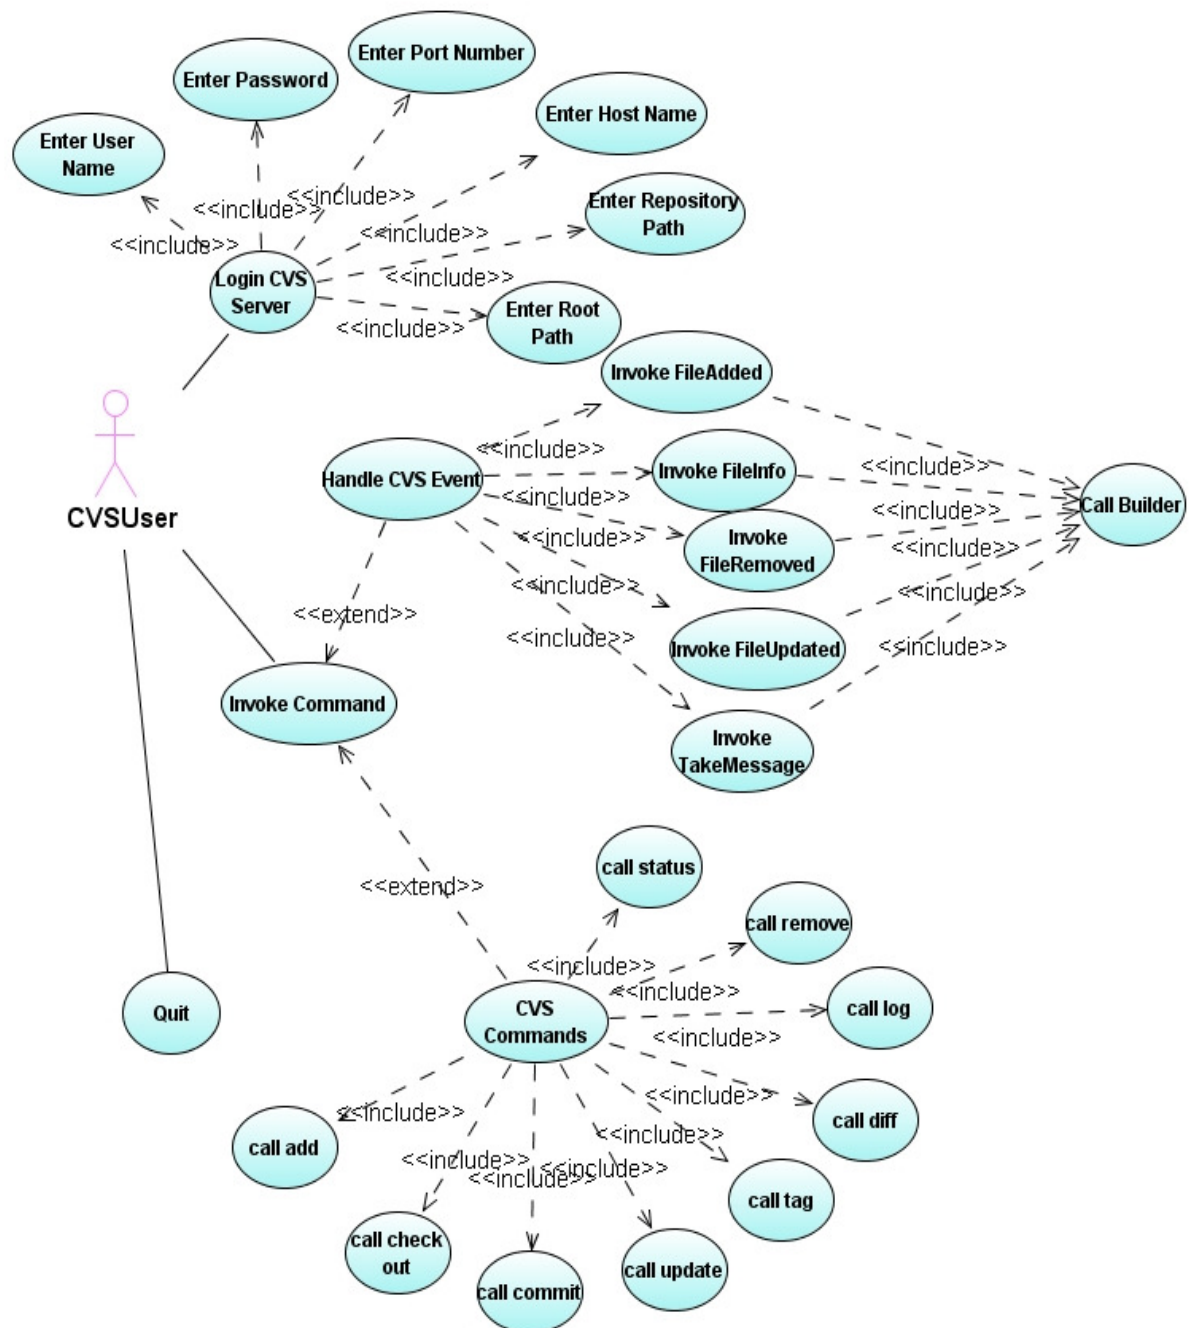 Enter Port Number
Enter Password
Enter Host Name
Enter User
Name
<<include>>
<<include>>
Enter Repository
Path
<<include>>
<<include>>
Login CVS
Server
<<include>>
Enter Root
Path
<<include>>
Invoke FileAdded
CVSUser
Handle CVS Event
<<include>>
Invoke FileInfo
<<include>>
Call Builder
<<include>>
<<include>>
Invoke
FileRemoved
<<include>>
<<include>>
<<include>>
<<include>>
<<extend>>
<<include>>
Invoke FileUpdated
<<include>>
Invoke Command
Invoke
TakeMessage
call status
<<extend>>
call remove
<<include>>
<<include>>
Quit
CVS
Commands
call log
<<include>>
<<include>>
<<include>>
call diff
<<include>>
call add
<<include>>
<<include>>
<<include>>
call tag
call check
out
call update
call commit